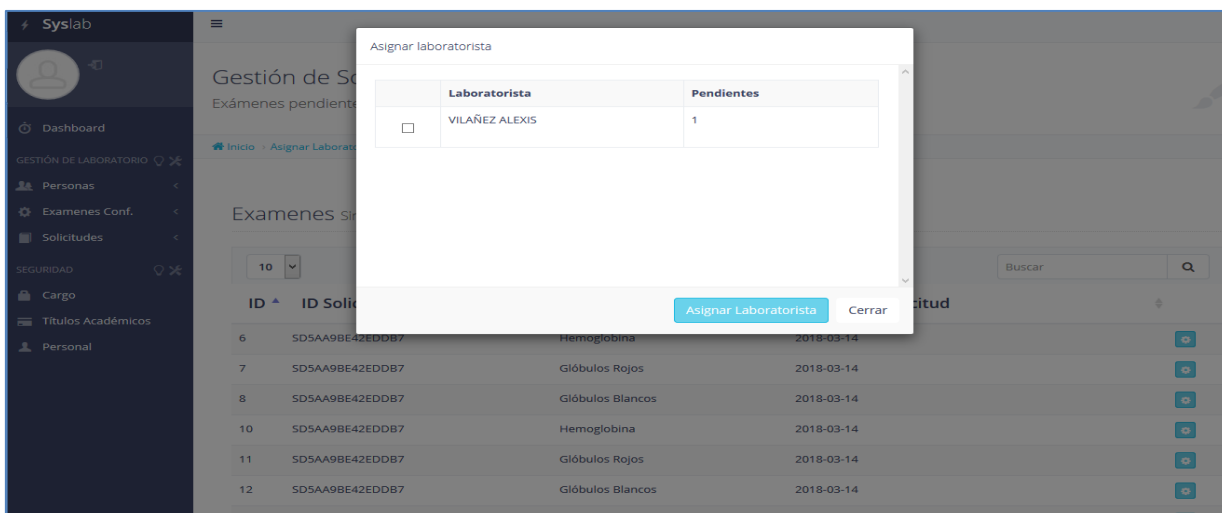 Syslab
Dashboard
GESTIÓN DE LABORATORIO
Personas
Examenes Conf.
Solicitudes
SEGURIDAD
Cargo
Títulos Académicos
Personal
Gestión de So
Exámenes pendiente
Inicio > Asignar Laborato
Asignar laboratorista
Laboratorista Pendientes
VILAÑEZ ALEXIS 1
Asignar Laboratorista Cerrar
Examenes sin
10 Buscar
ID ID Solic citud
6 SD5AA9BE42EDDB7 Hemoglobina 2018-03-14
7 SD5AA9BE42EDDB7 Glóbulos Rojos 2018-03-14
8 SD5AA9BE42EDDB7 Glóbulos Blancos 2018-03-14
10 SD5AA9BE42EDDB7 Hemoglobina 2018-03-14
11 SD5AA9BE42EDDB7 Glóbulos Rojos 2018-03-14
12 SD5AA9BE42EDDB7 Glóbulos Blancos 2018-03-14